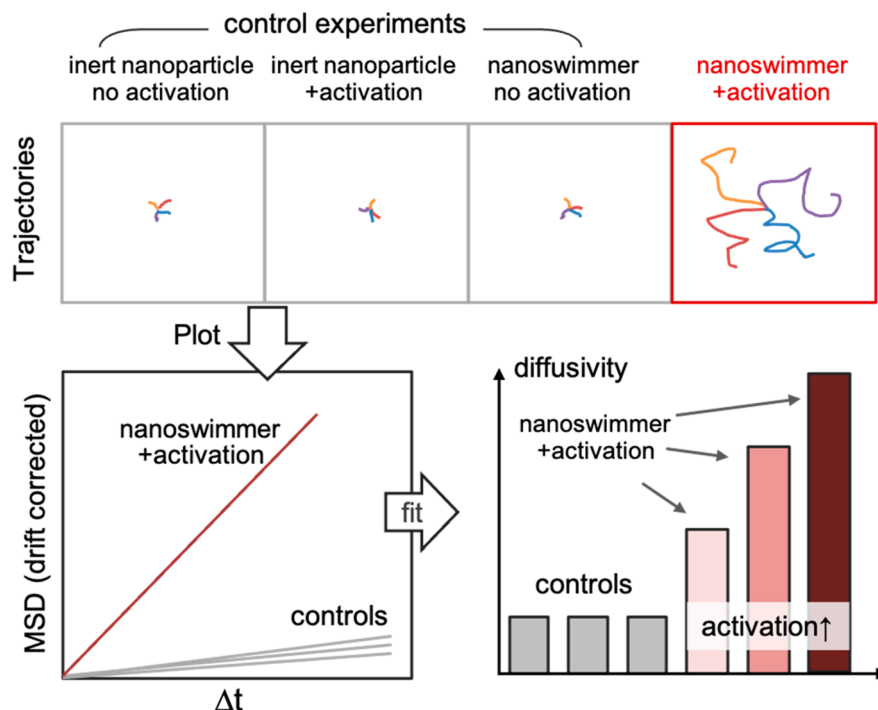 control experiments
inert nanoparticle
no activation
inert nanoparticle
+activation
nanoswimmer
no activation
nanoswimmer
+activation
Trajectories
Plot
MSD (drift corrected)
nanoswimmer
+activation
controls
Δt
fit
diffusivity
nanoswimmer
+activation
controls
activation↑